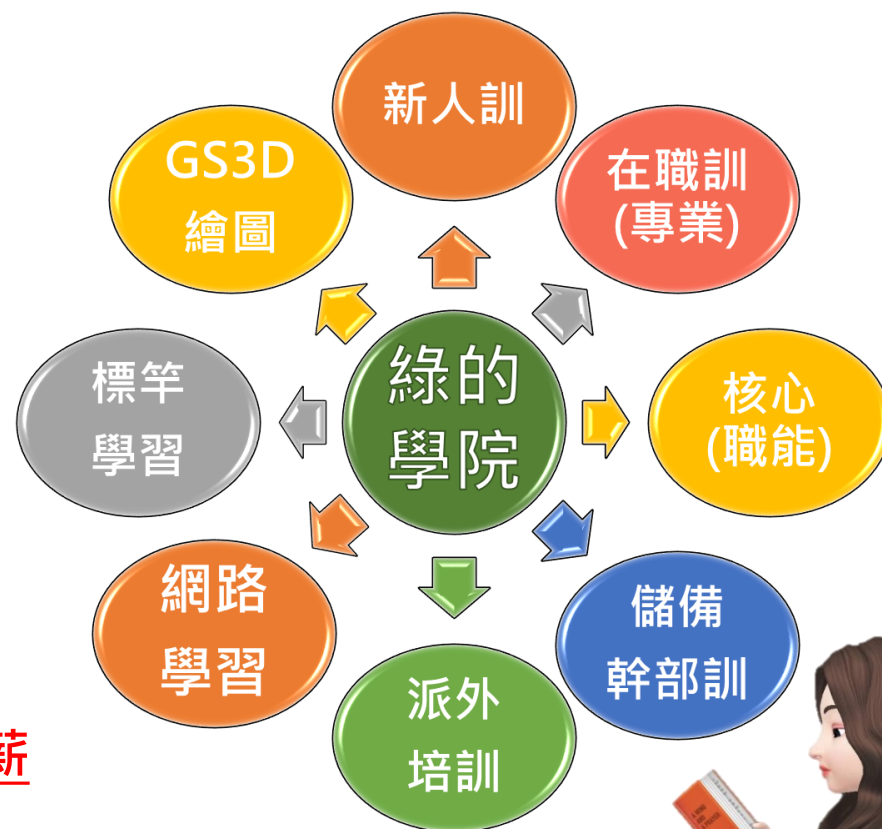 新人訓
GS3D
繪圖
在職訓
(專業)
標竿
學習
綠的
學院
核心
(職能)
網路
學習
儲備
幹部訓
派外
培訓
薪